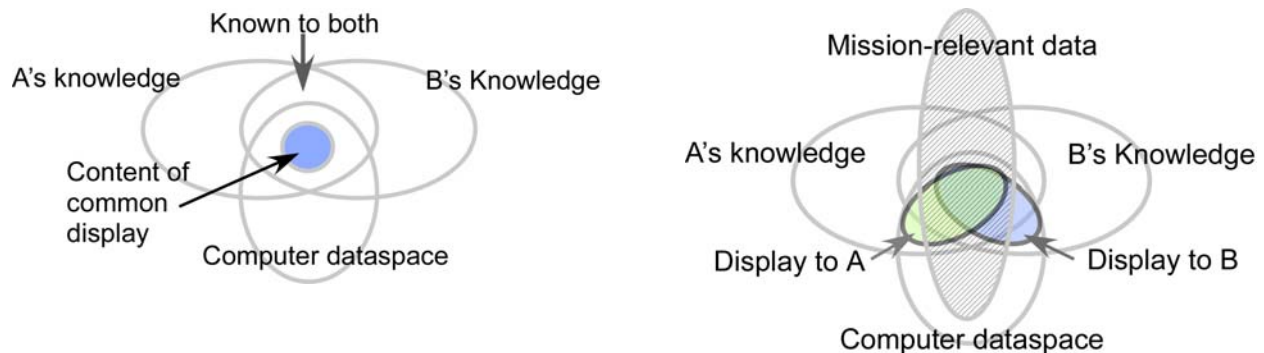 Known to both
A's knowledge
B's Knowledge
Content of
common
display
Computer dataspace
Mission-relevant data
A's knowledge
B's Knowledge
Display to A
Display to B
Computer dataspace